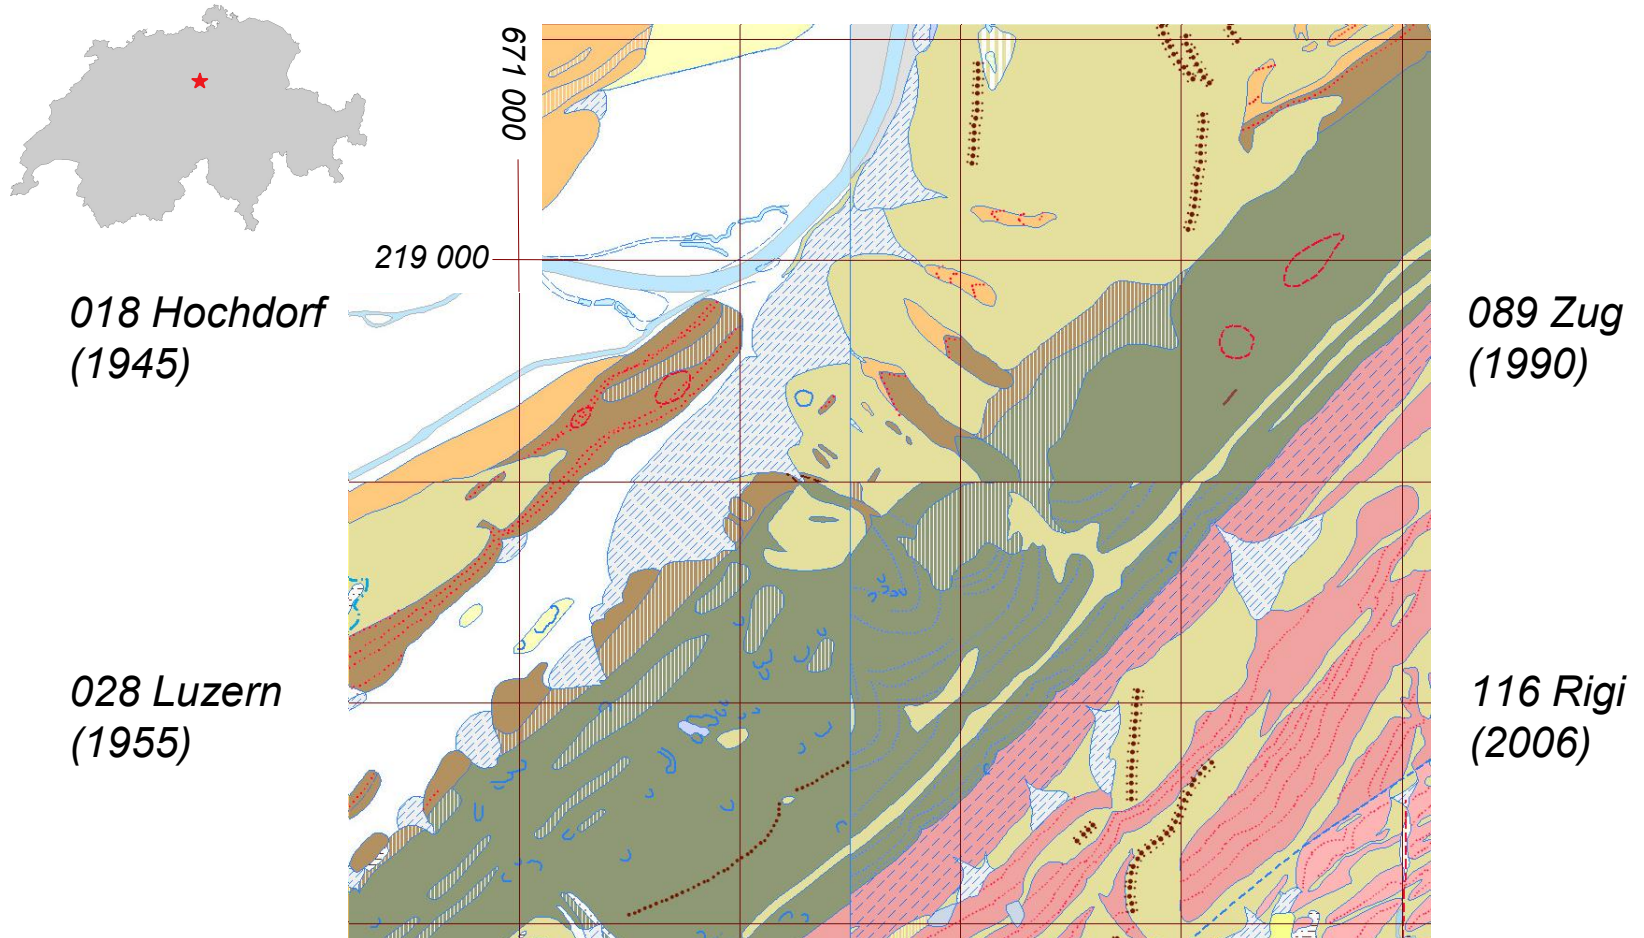 671 000
219 000
018 Hochdorf
(1945)
089 Zug
(1990)
028 Luzern
(1955)
116 Rigi
(2006)